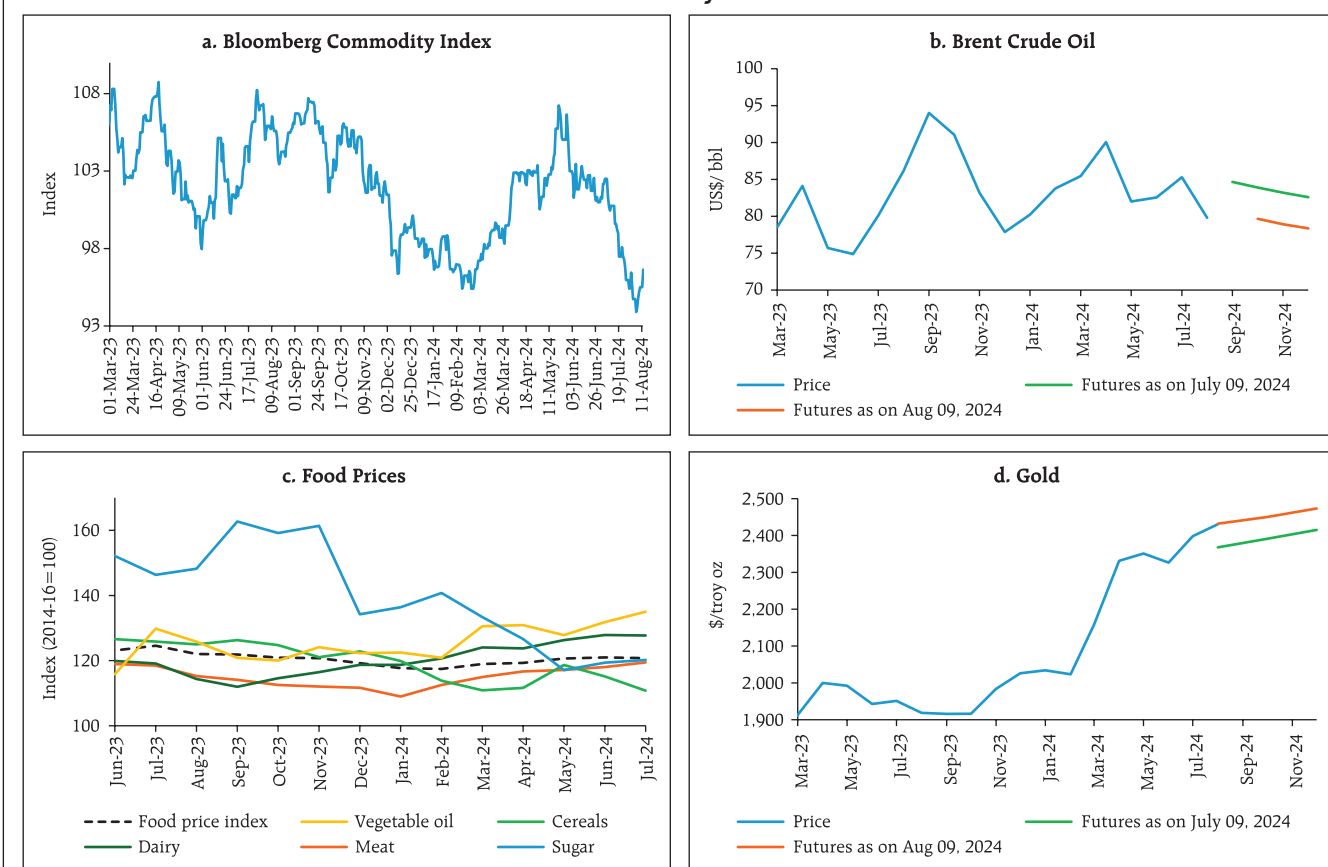 a. Bloomberg Commodity Index
Index
108
103
98
93
01-Mar-23
24-Mar-23
16-Apr-23
09-May-23
01-Jun-23
24-Jun-23
17-Jul-23
09-Aug-23
01-Sep-23
24-Sep-23
17-Oct-23
09-Nov-23
02-Dec-23
25-Dec-23
17-Jan-24
09-Feb-24
03-Mar-24
26-Mar-24
18-Apr-24
11-May-24
03-Jun-24
26-Jun-24
19-Jul-24
11-Aug-24
b. Brent Crude Oil
US$/ bbl
100
95
90
85
80
75
70
Mar-23
May-23
Jul-23
Sep-23
Nov-23
Jan-24
Mar-24
May-24
Jul-24
Sep-24
Nov-24
Price
Futures as on July 09, 2024
Futures as on Aug 09, 2024
c. Food Prices
Index (2014-16=100)
160
140
120
100
Jun-23
Jul-23
Aug-23
Sep-23
Oct-23
Nov-23
Dec-23
Jan-24
Feb-24
Mar-24
Apr-24
May-24
Jun-24
Jul-24
Food price index
Vegetable oil
Cereals
Dairy
Meat
Sugar
d. Gold
$/troy oz
2,500
2,400
2,300
2,200
2,100
2,000
1,900
Mar-23
May-23
Jul-23
Sep-23
Nov-23
Jan-24
Mar-24
May-24
Jul-24
Sep-24
Nov-24
Price
Futures as on July 09, 2024
Futures as on Aug 09, 2024